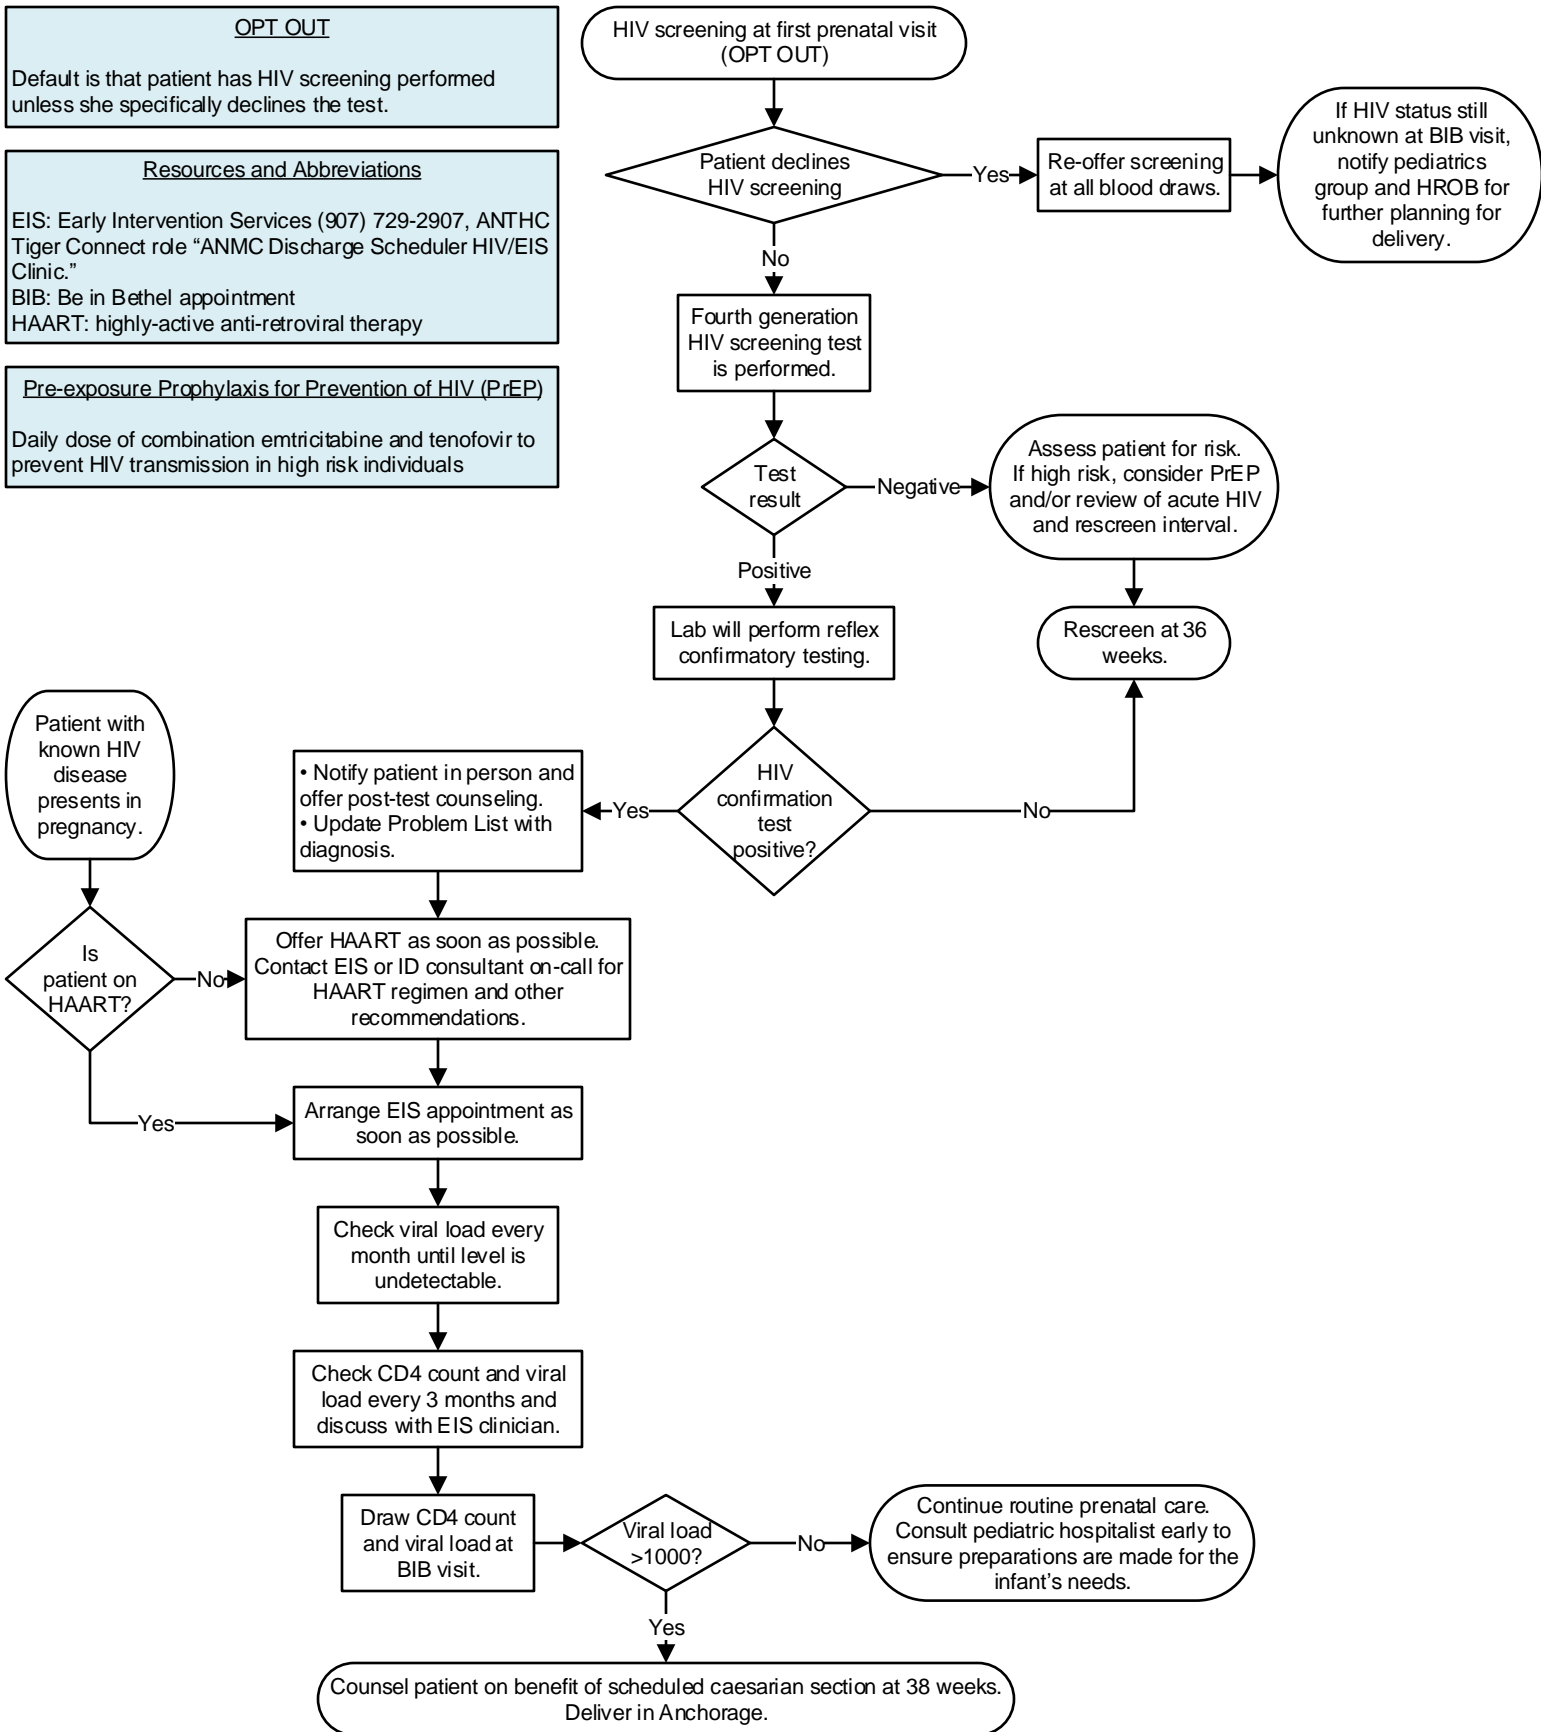 OPT OUT
Default is that patient has HIV screening performed
unless she specifically declines the test.
Resources and Abbreviations
EIS: Early Intervention Services (907) 729-2907, ANTHC
Tiger Connect role “ANMC Discharge Scheduler HIV/EIS
Clinic.”
BIB: Be in Bethel appointment
HAART: highly-active anti-retroviral therapy
Pre-exposure Prophylaxis for Prevention of HIV (PrEP)
Daily dose of combination emtricitabine and tenofovir to
prevent HIV transmission in high risk individuals
HIV screening at first prenatal visit
(OPT OUT)
Patient declines
HIV screening
Yes
Re-offer screening
at all blood draws.
If HIV status still
unknown at BIB visit,
notify pediatrics
group and HROB for
further planning for
delivery.
No
Fourth generation
HIV screening test
is performed.
Test
result
Negative
Assess patient for risk.
If high risk, consider PrEP
and/or review of acute HIV
and rescreen interval.
Rescreen at 36
weeks.
Positive
Lab will perform reflex
confirmatory testing.
HIV
confirmation
test
positive?
No
Yes
• Notify patient in person and
offer post-test counseling.
• Update Problem List with
diagnosis.
Patient with
known HIV
disease
presents in
pregnancy.
Is
patient on
HAART?
No
Offer HAART as soon as possible.
Contact EIS or ID consultant on-call for
HAART regimen and other
recommendations.
Yes
Arrange EIS appointment as
soon as possible.
Check viral load every
month until level is
undetectable.
Check CD4 count and viral
load every 3 months and
discuss with EIS clinician.
Draw CD4 count
and viral load at
BIB visit.
Viral load
>1000?
No
Continue routine prenatal care.
Consult pediatric hospitalist early to
ensure preparations are made for the
infant’s needs.
Yes
Counsel patient on benefit of scheduled caesarian section at 38 weeks.
Deliver in Anchorage.